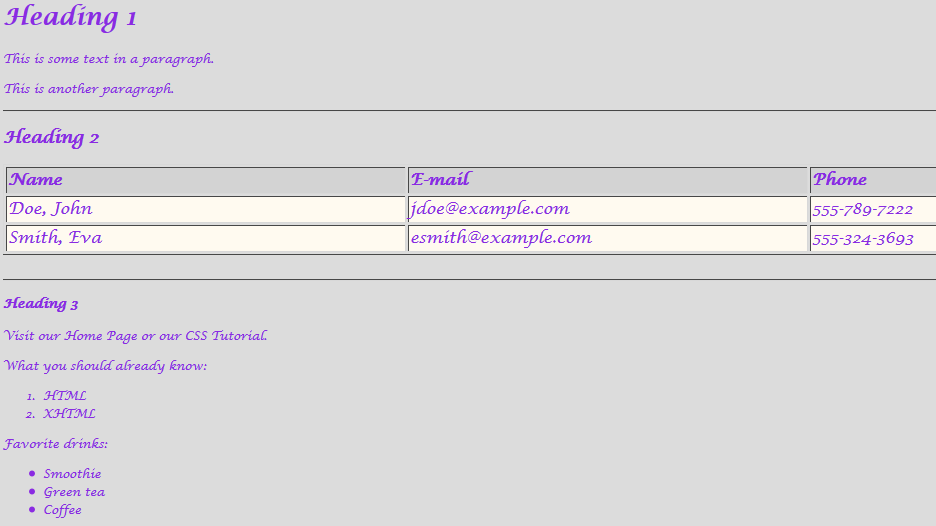 Heading 1
This is some text in a paragraph.
This is another paragraph.
Heading 2
Name E-mail Phone
Doe, John jdoe@example.com 555-789-7222
Smith, Eva esmith@example.com 555-324-3693
Heading 3
Visit our Home Page or our CSS Tutorial.
What you should already know:
1. HTML
2. XHTML
Favorite drinks:
• Smoothie
• Green tea
• Coffee